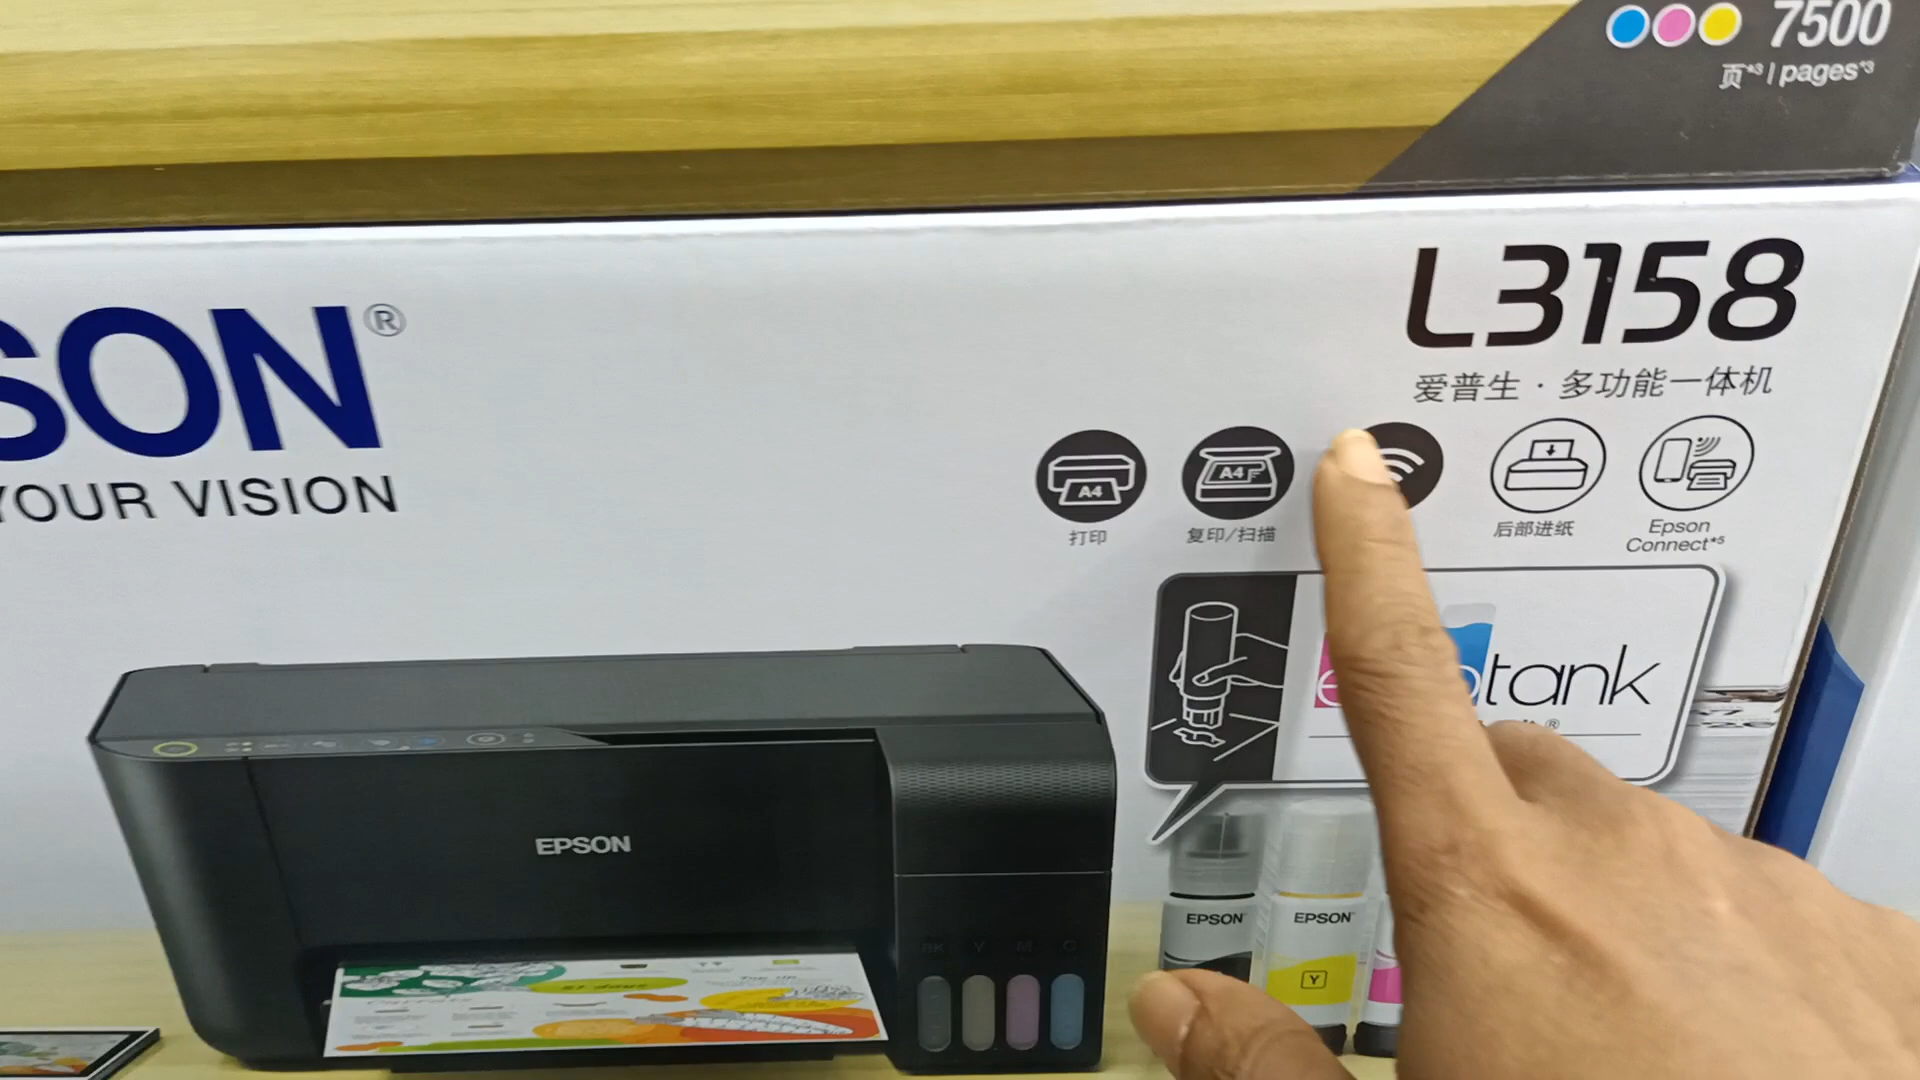 7500
页*3 | pages*3
L3158
爱普生·多功能一体机
SON®
YOUR VISION
A4
A4
打印
复印/扫描
后部进纸
Epson
Connect*5
tank
®
EPSON
BK Y M C
EPSON
EPSON
Y